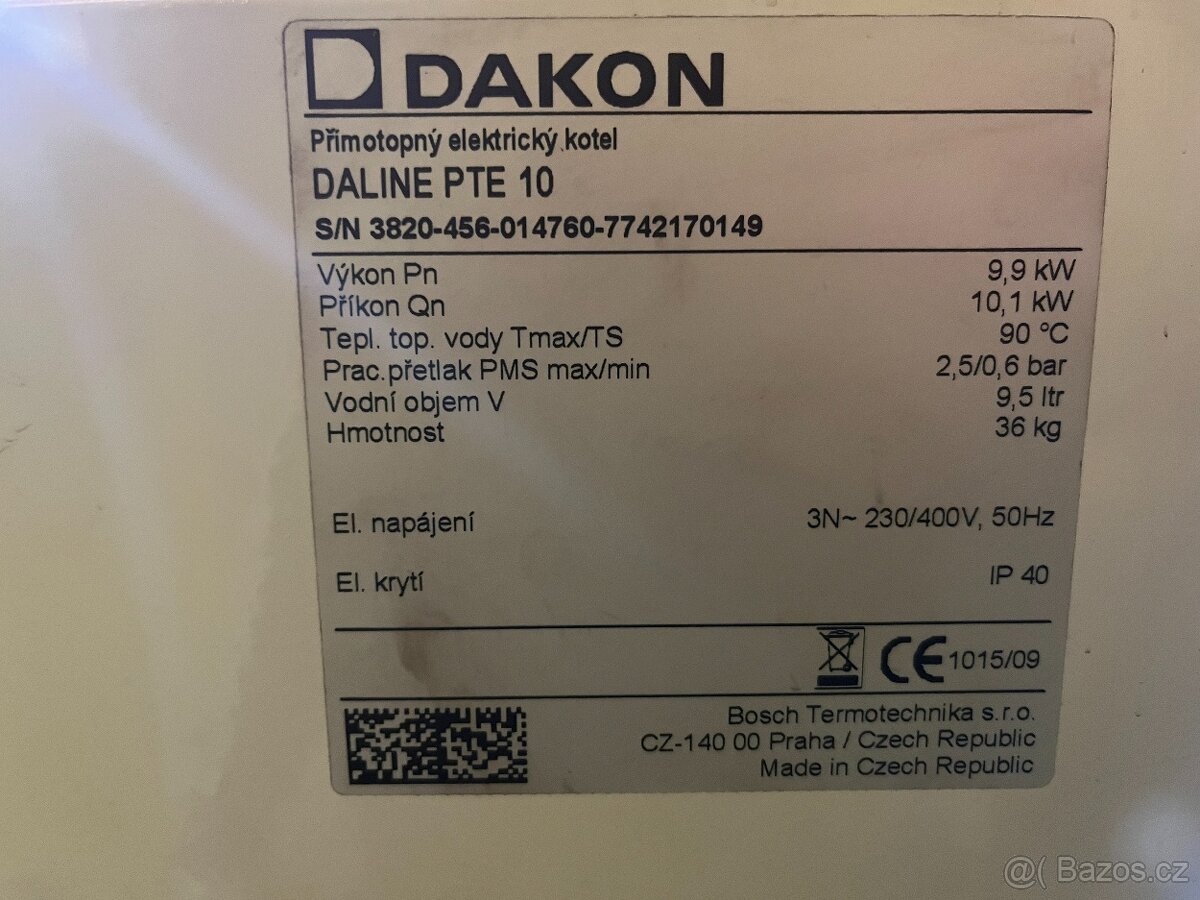 DAKON
Přímotopný elektrický kotel
DALINE PTE 10
S/N 3820-456-014760-7742170149
Výkon Pn 9,9 kW
Příkon Qn 10,1 kW
Tepl. top. vody Tmax/TS 90 °C
Prac.přetlak PMS max/min 2,5/0,6 bar
Vodní objem V 9,5 ltr
Hmotnost 36 kg
El. napájení 3N~ 230/400V, 50Hz
El. krytí IP 40
CE 1015/09
Bosch Termotechnika s.r.o.
CZ-140 00 Praha / Czech Republic
Made in Czech Republic
@( Bazos.cz